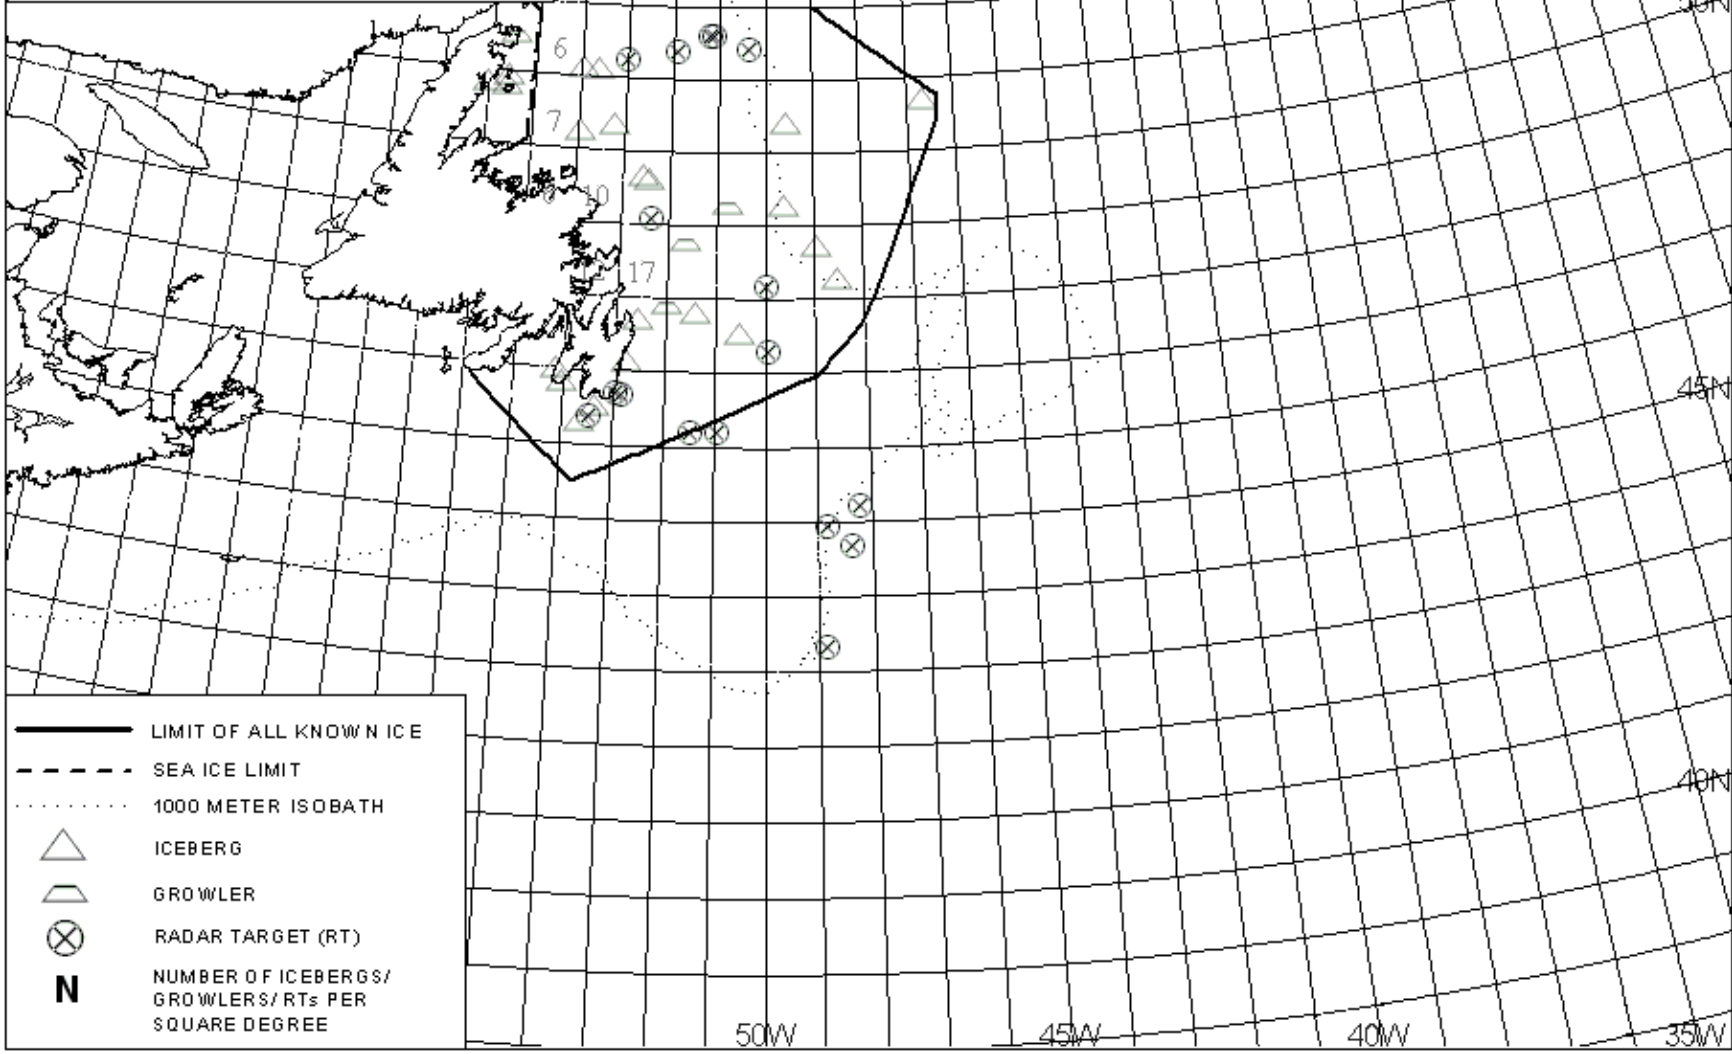 50N
6
7
10
17
45N
LIMIT OF ALL KNOWN ICE
SEA ICE LIMIT
1000 METER ISOBATH
40N
ICEBERG
GROWLER
RADAR TARGET (RT)
N
NUMBER OF ICEBERGS/
GROWLERS/RTs PER
SQUARE DEGREE
50W 45W 40W 35W